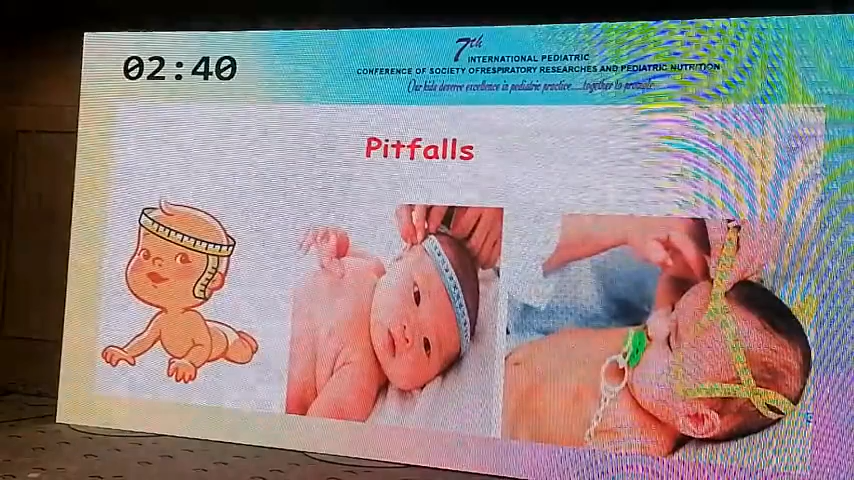 02:40
7th
INTERNATIONAL PEDIATRIC
CONFERENCE OF SOCIETY OFRESPIRATORY RESEARCHES AND PEDIATRIC NUTRITION
Our kids deserve excellence in pediatric practice.....together to promote
Pitfalls